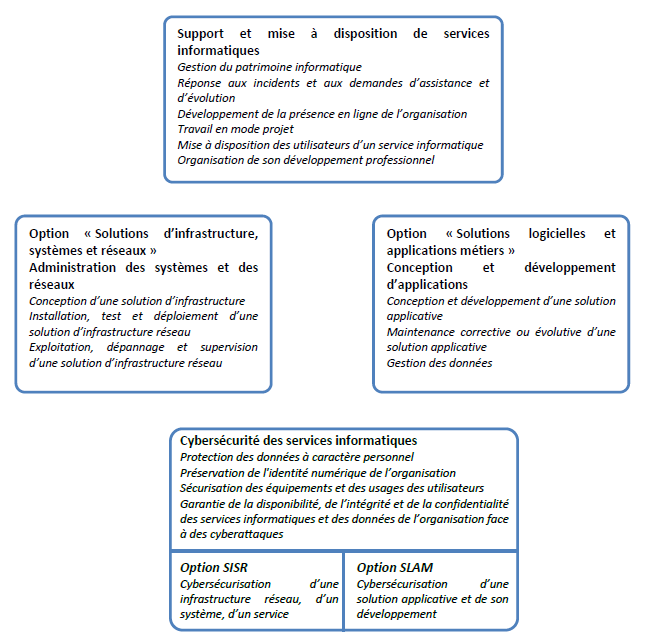 Support et mise à disposition de services
informatiques
Gestion du patrimoine informatique
Réponse aux incidents et aux demandes d’assistance et
d’évolution
Développement de la présence en ligne de l’organisation
Travail en mode projet
Mise à disposition des utilisateurs d’un service informatique
Organisation de son développement professionnel
Option « Solutions d’infrastructure,
systèmes et réseaux »
Administration des systèmes et des
réseaux
Conception d’une solution d’infrastructure
Installation, test et déploiement d’une
solution d’infrastructure réseau
Exploitation, dépannage et supervision
d’une solution d’infrastructure réseau
Option « Solutions logicielles et
applications métiers »
Conception et développement
d’applications
Conception et développement d’une solution
applicative
Maintenance corrective ou évolutive d’une
solution applicative
Gestion des données
Cybersécurité des services informatiques
Protection des données à caractère personnel
Préservation de l'identité numérique de l’organisation
Sécurisation des équipements et des usages des utilisateurs
Garantie de la disponibilité, de l’intégrité et de la confidentialité
des services informatiques et des données de l’organisation face
à des cyberattaques
Option SISR
Cybersécurisation d’une
infrastructure réseau, d’un
système, d’un service
Option SLAM
Cybersécurisation d’une
solution applicative et de son
développement